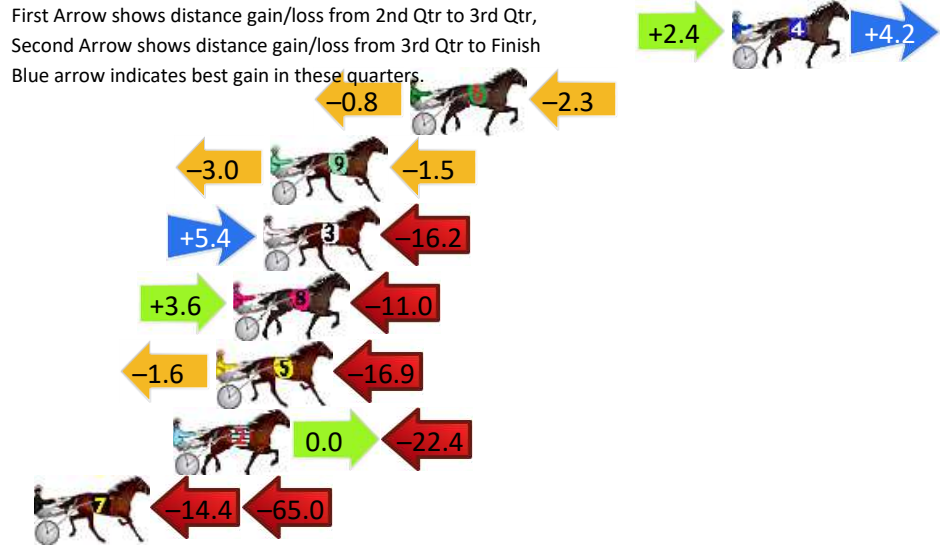 First Arrow shows distance gain/loss from 2nd Qtr to 3rd Qtr,
Second Arrow shows distance gain/loss from 3rd Qtr to Finish
Blue arrow indicates best gain in these quarters.
+2.4 4 +4.2
–0.8 –2.3
–3.0 9 –1.5
+5.4 3 –16.2
+3.6 8 –11.0
–1.6 5 –16.9
0.0 –22.4
7 –14.4 –65.0